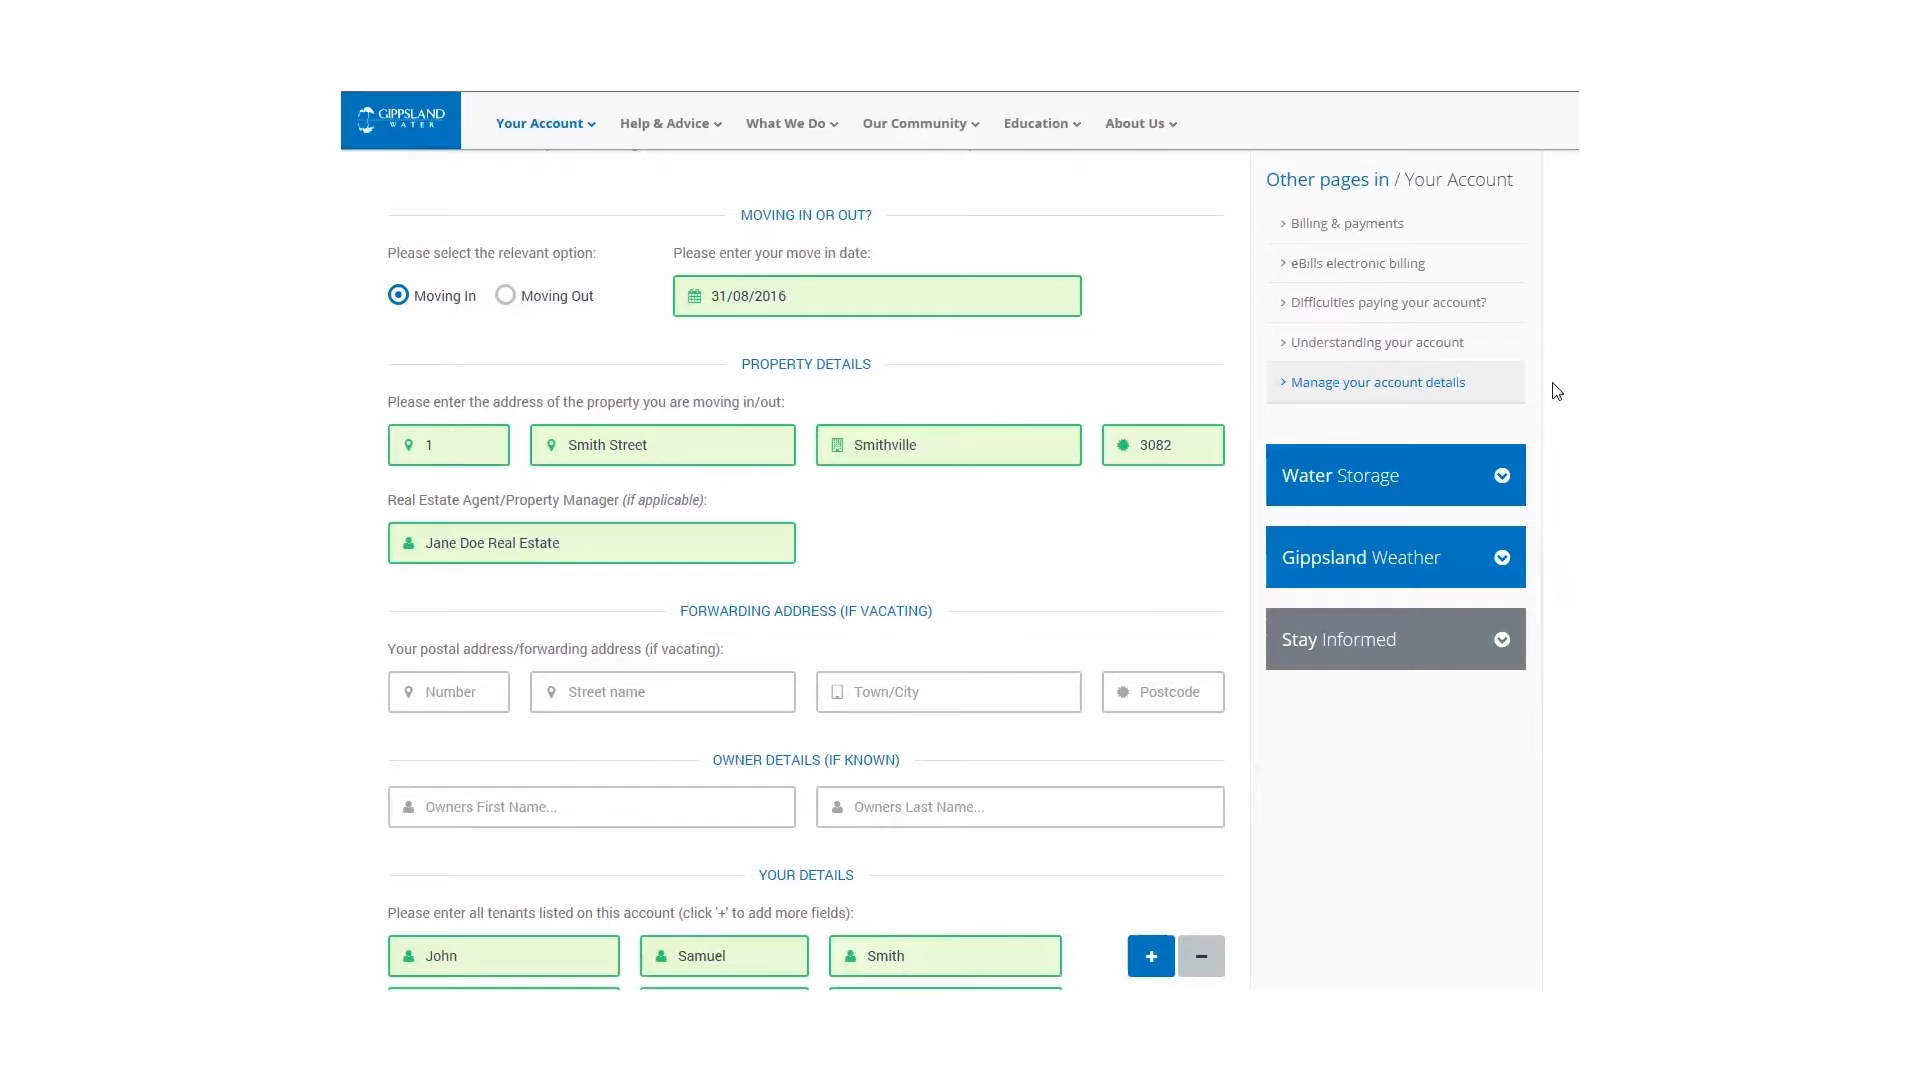 GIPPSLAND
WATER
Your Account
Help & Advice
What We Do
Our Community
Education
About Us
MOVING IN OR OUT?
Please select the relevant option:
Please enter your move in date:
Moving In
Moving Out
31/08/2016
PROPERTY DETAILS
Please enter the address of the property you are moving in/out:
1
Smith Street
Smithville
3082
Real Estate Agent/Property Manager (if applicable):
Jane Doe Real Estate
FORWARDING ADDRESS (IF VACATING)
Your postal address/forwarding address (if vacating):
Number
Street name
Town/City
Postcode
OWNER DETAILS (IF KNOWN)
Owners First Name...
Owners Last Name...
YOUR DETAILS
Please enter all tenants listed on this account (click '+' to add more fields):
John
Samuel
Smith
Other pages in / Your Account
Billing & payments
eBills electronic billing
Difficulties paying your account?
Understanding your account
Manage your account details
Water Storage
Gippsland Weather
Stay Informed